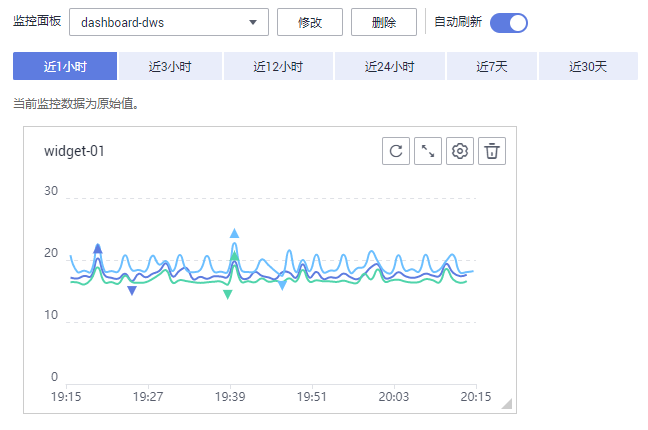 监控面板 dashboard-dws 修改 删除 自动刷新
近1小时 近3小时 近12小时 近24小时 近7天 近30天
当前监控数据为原始值。
widget-01
30
20
10
0
19:15 19:27 19:39 19:51 20:03 20:15